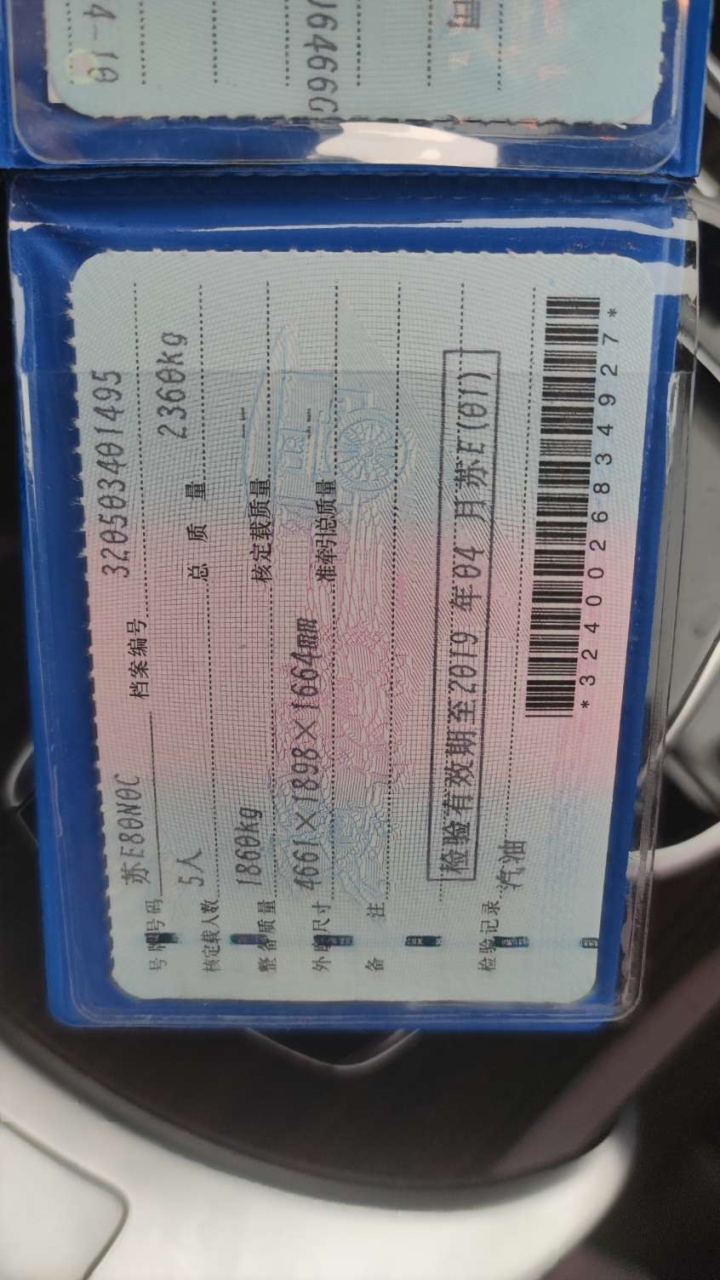 号牌号码 苏E80N0C 档案编号 320503401495
核定载人数 5人 总质量 2360kg
整备质量 1860kg 核定载质量 --
外廓尺寸 4661×1898×1664mm 准牵引总质量 --
备注
检验有效期至2019年04月苏E(01)
检验记录 汽油
*3240026834927*